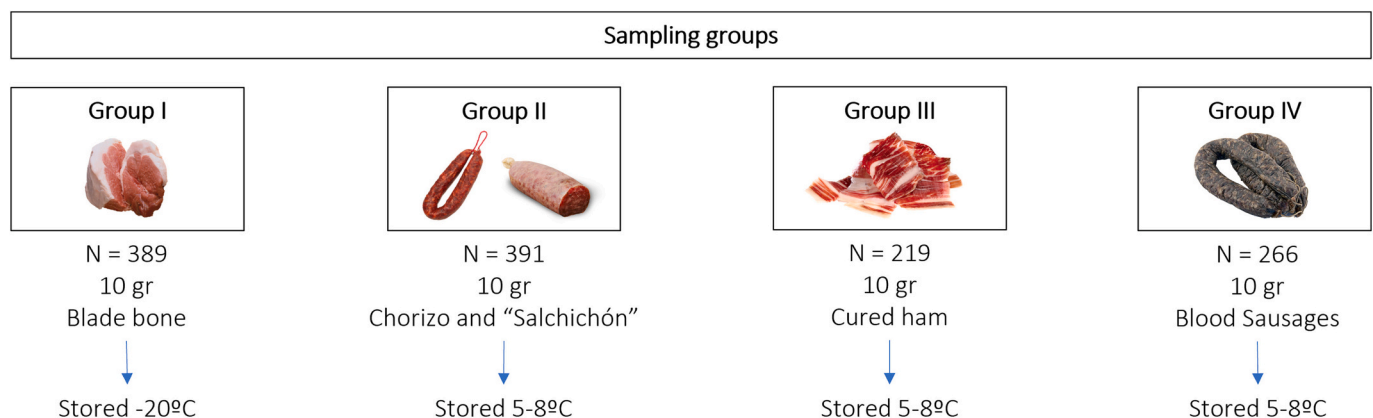 Sampling groups
Group I
Group II
Group III
Group IV
N = 389
N = 391
N = 219
N = 266
10 gr
10 gr
10 gr
10 gr
Blade bone
Chorizo and “Salchichón”
Cured ham
Blood Sausages
Stored -20ºC
Stored 5-8ºC
Stored 5-8ºC
Stored 5-8ºC